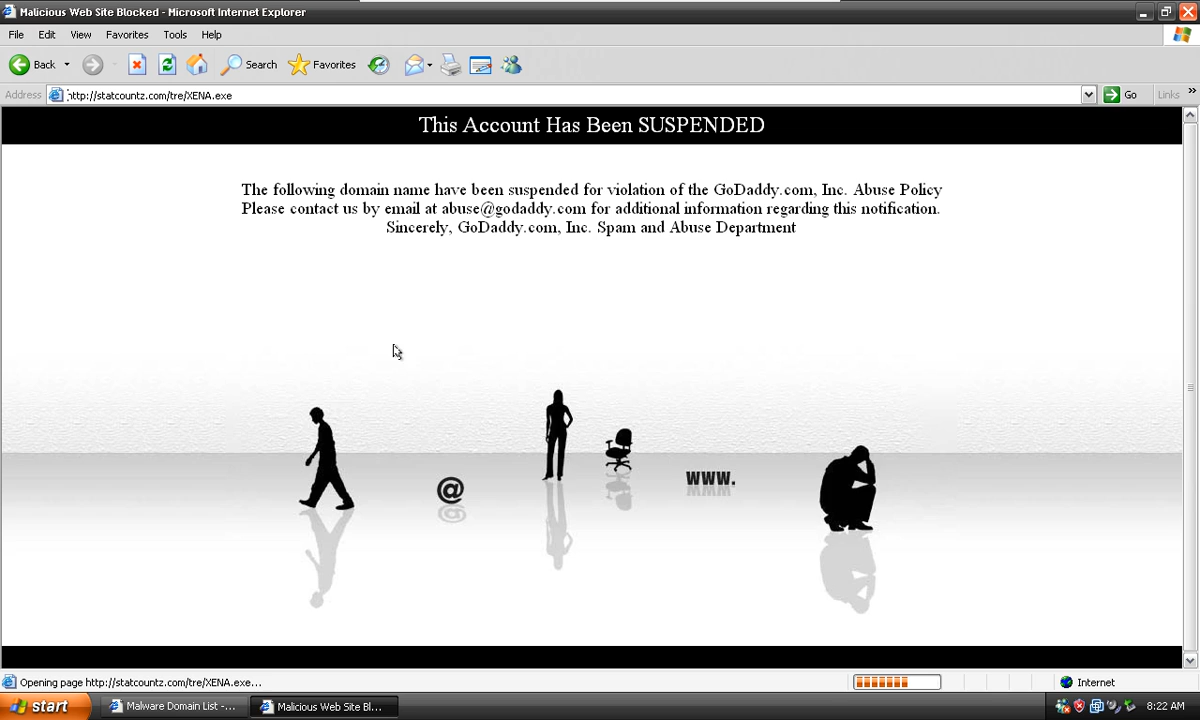 Malicious Web Site Blocked - Microsoft Internet Explorer
File Edit View Favorites Tools Help
Back Search Favorites
Address http://statcountz.com/tre/XENA.exe Go Links »
This Account Has Been SUSPENDED
The following domain name have been suspended for violation of the GoDaddy.com, Inc. Abuse Policy
Please contact us by email at abuse@godaddy.com for additional information regarding this notification.
Sincerely, GoDaddy.com, Inc. Spam and Abuse Department
@ www.
Opening page http://statcountz.com/tre/XENA.exe... Internet
start Malware Domain List -... Malicious Web Site Bl... 8:22 AM